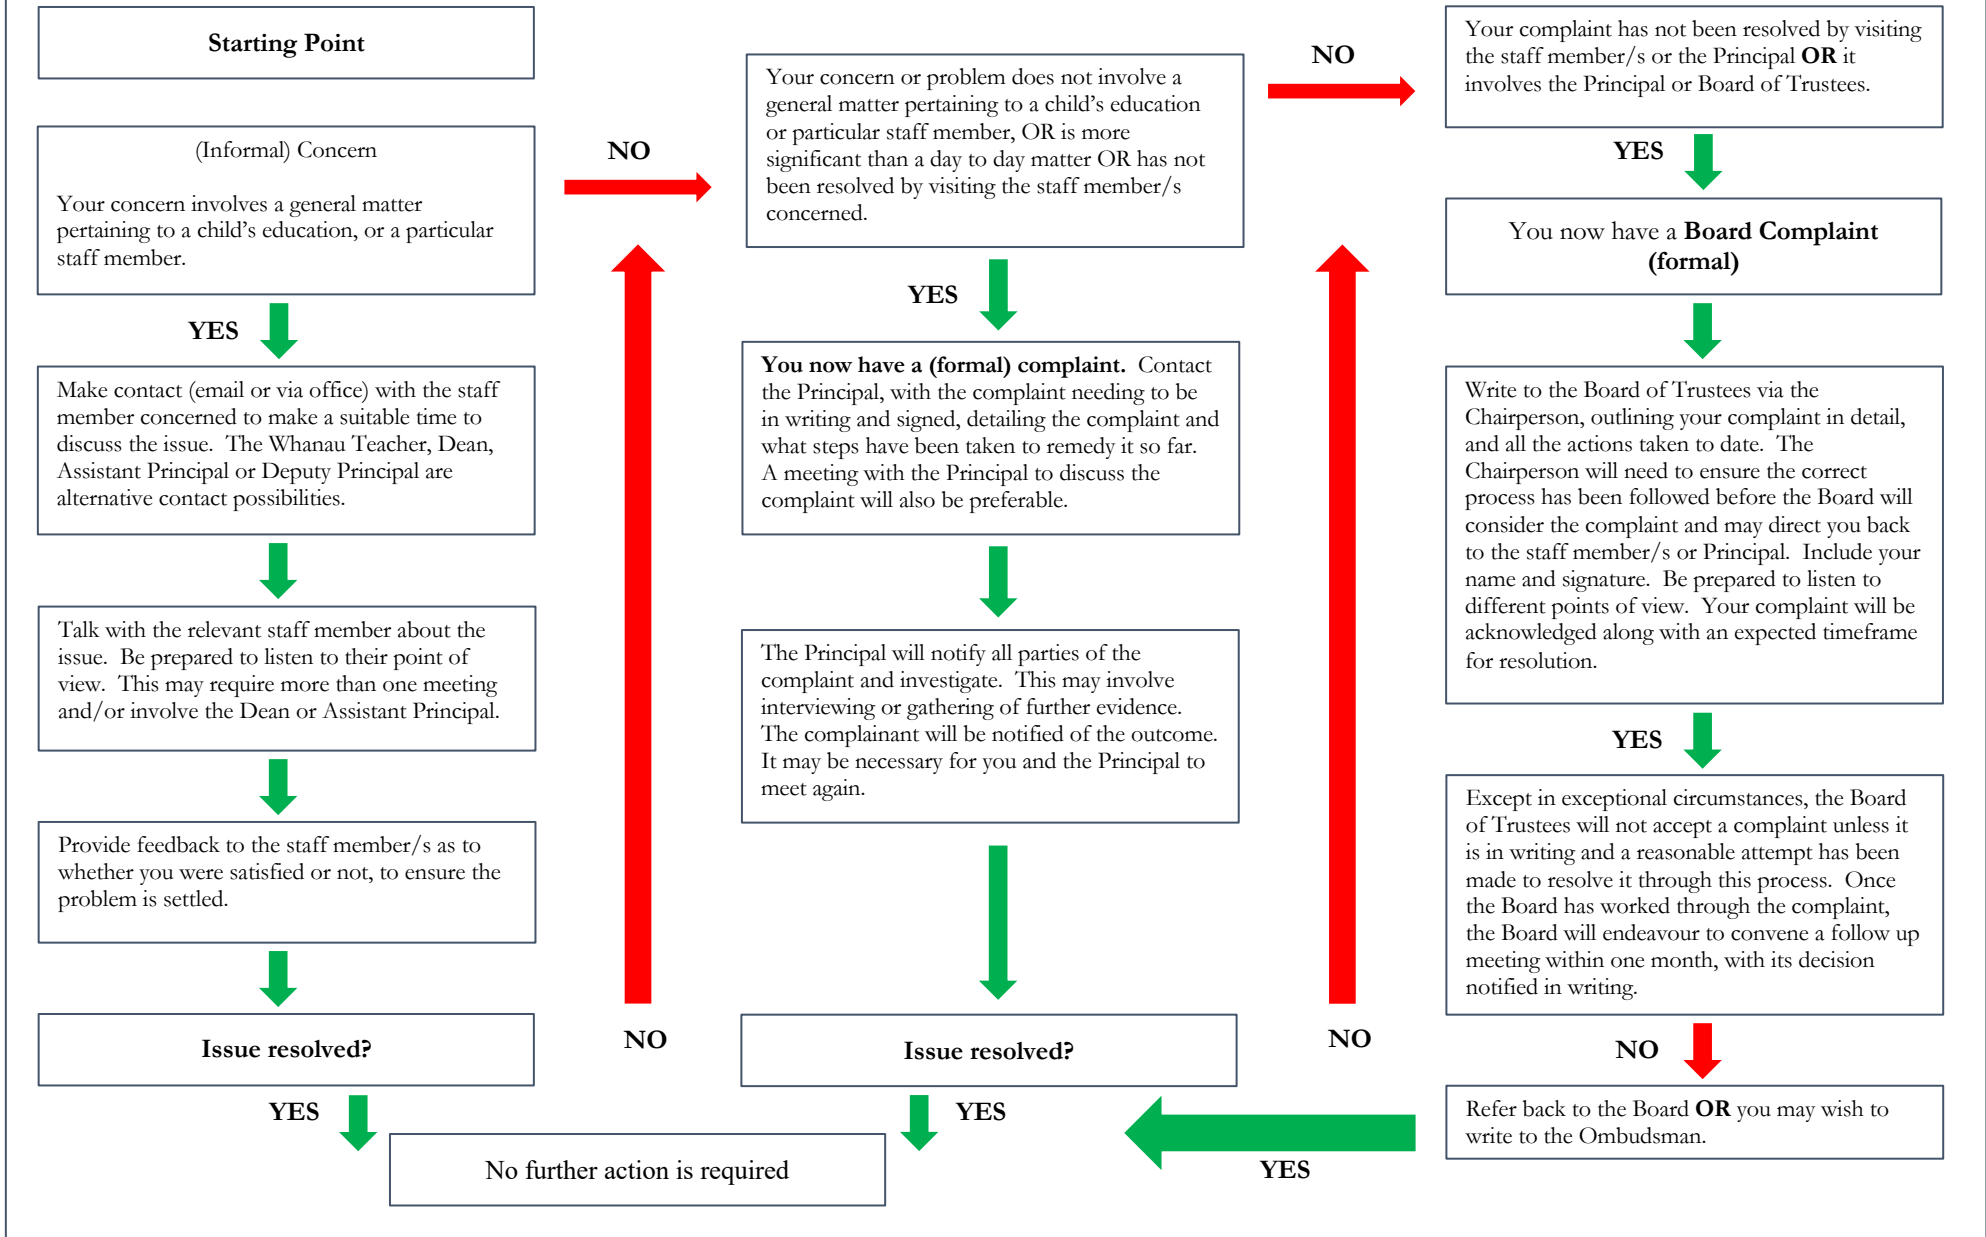 Starting Point
(Informal) Concern
Your concern involves a general matter
pertaining to a child’s education, or a particular
staff member.
YES
Make contact (email or via office) with the staff
member concerned to make a suitable time to
discuss the issue. The Whanau Teacher, Dean,
Assistant Principal or Deputy Principal are
alternative contact possibilities.
Talk with the relevant staff member about the
issue. Be prepared to listen to their point of
view. This may require more than one meeting
and/or involve the Dean or Assistant Principal.
Provide feedback to the staff member/s as to
whether you were satisfied or not, to ensure the
problem is settled.
Issue resolved?
YES
NO
NO
Your concern or problem does not involve a
general matter pertaining to a child’s education
or particular staff member, OR is more
significant than a day to day matter OR has not
been resolved by visiting the staff member/s
concerned.
YES
You now have a (formal) complaint. Contact
the Principal, with the complaint needing to be
in writing and signed, detailing the complaint and
what steps have been taken to remedy it so far.
A meeting with the Principal to discuss the
complaint will also be preferable.
The Principal will notify all parties of the
complaint and investigate. This may involve
interviewing or gathering of further evidence.
The complainant will be notified of the outcome.
It may be necessary for you and the Principal to
meet again.
Issue resolved?
YES
No further action is required
NO
NO
Your complaint has not been resolved by visiting
the staff member/s or the Principal OR it
involves the Principal or Board of Trustees.
YES
You now have a Board Complaint
(formal)
Write to the Board of Trustees via the
Chairperson, outlining your complaint in detail,
and all the actions taken to date. The
Chairperson will need to ensure the correct
process has been followed before the Board will
consider the complaint and may direct you back
to the staff member/s or Principal. Include your
name and signature. Be prepared to listen to
different points of view. Your complaint will be
acknowledged along with an expected timeframe
for resolution.
YES
Except in exceptional circumstances, the Board
of Trustees will not accept a complaint unless it
is in writing and a reasonable attempt has been
made to resolve it through this process. Once
the Board has worked through the complaint,
the Board will endeavour to convene a follow up
meeting within one month, with its decision
notified in writing.
NO
Refer back to the Board OR you may wish to
write to the Ombudsman.
YES